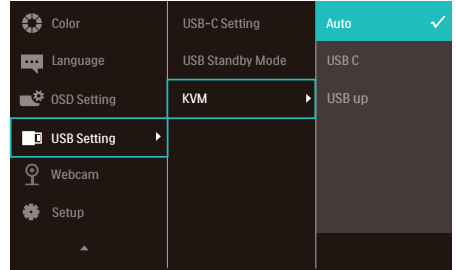 Color
Language
OSD Setting
USB Setting
Webcam
Setup
USB-C Setting
USB Standby Mode
KVM
Auto
USB C
USB up